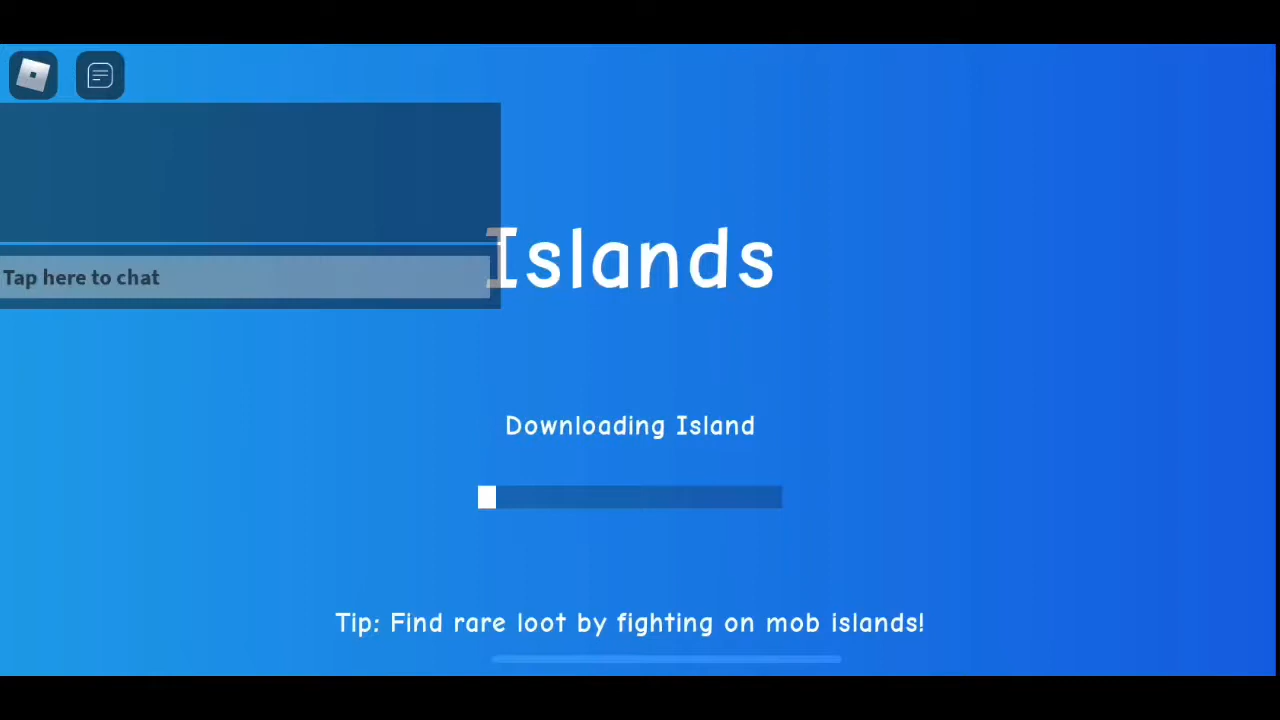 Tap here to chat
Islands
Downloading Island
Tip: Find rare loot by fighting on mob islands!